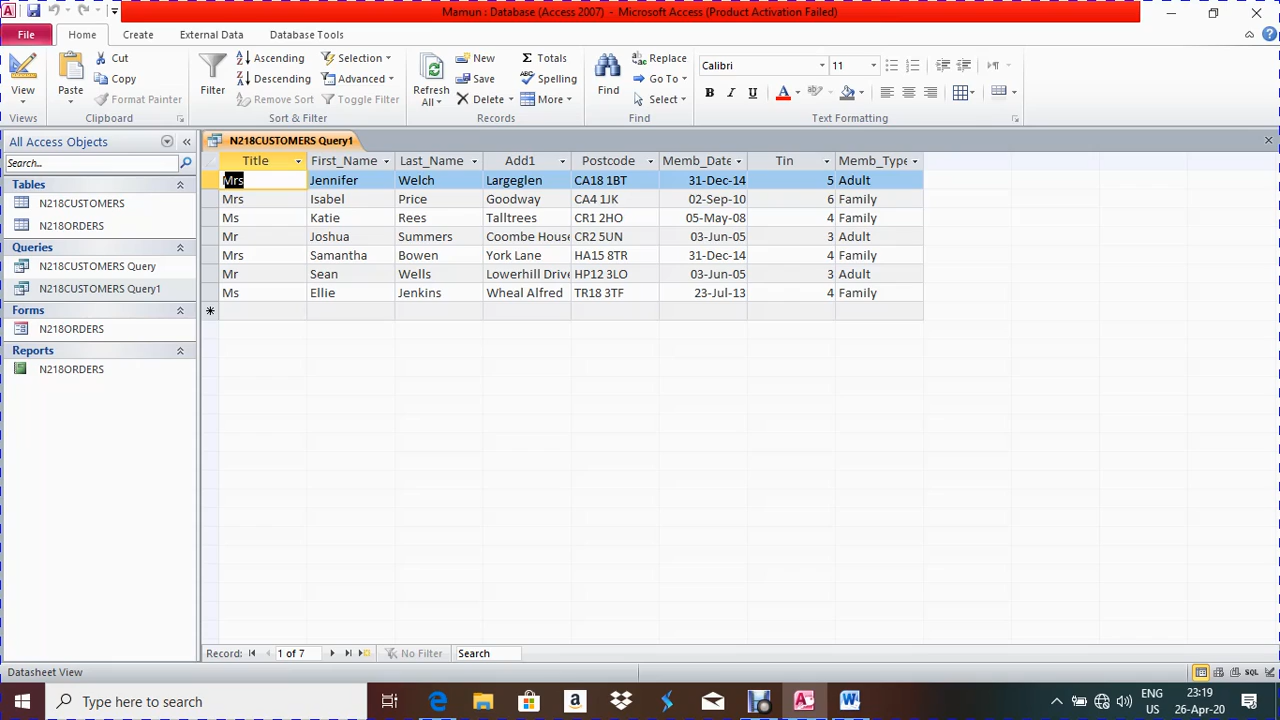 Mamun : Database (Access 2007) – Microsoft Access (Product Activation Failed)
File Home Create External Data Database Tools
View
Views
Paste
Cut
Copy
Format Painter
Clipboard
Filter
Ascending
Descending
Remove Sort
Selection
Advanced
Toggle Filter
Sort & Filter
Refresh
All
New
Save
Delete
Totals
Spelling
More
Records
Find
Replace
Go To
Select
Find
Calibri 11
B I U A
Text Formatting
All Access Objects
Search...
Tables
N218CUSTOMERS
N218ORDERS
Queries
N218CUSTOMERS Query
N218CUSTOMERS Query1
Forms
N218ORDERS
Reports
N218ORDERS
N218CUSTOMERS Query1
Title First_Name Last_Name Add1 Postcode Memb_Date Tin Memb_Type
Mrs Jennifer Welch Largeglen CA18 1BT 31-Dec-14 5 Adult
Mrs Isabel Price Goodway CA4 1JK 02-Sep-10 6 Family
Ms Katie Rees Talltrees CR1 2HO 05-May-08 4 Family
Mr Joshua Summers Coombe House CR2 5UN 03-Jun-05 3 Adult
Mrs Samantha Bowen York Lane HA15 8TR 31-Dec-14 4 Family
Mr Sean Wells Lowerhill Drive HP12 3LO 03-Jun-05 3 Adult
Ms Ellie Jenkins Wheal Alfred TR18 3TF 23-Jul-13 4 Family
Record: 1 of 7 No Filter Search
Datasheet View
SQL
Type here to search
ENG
US
23:19
26-Apr-20